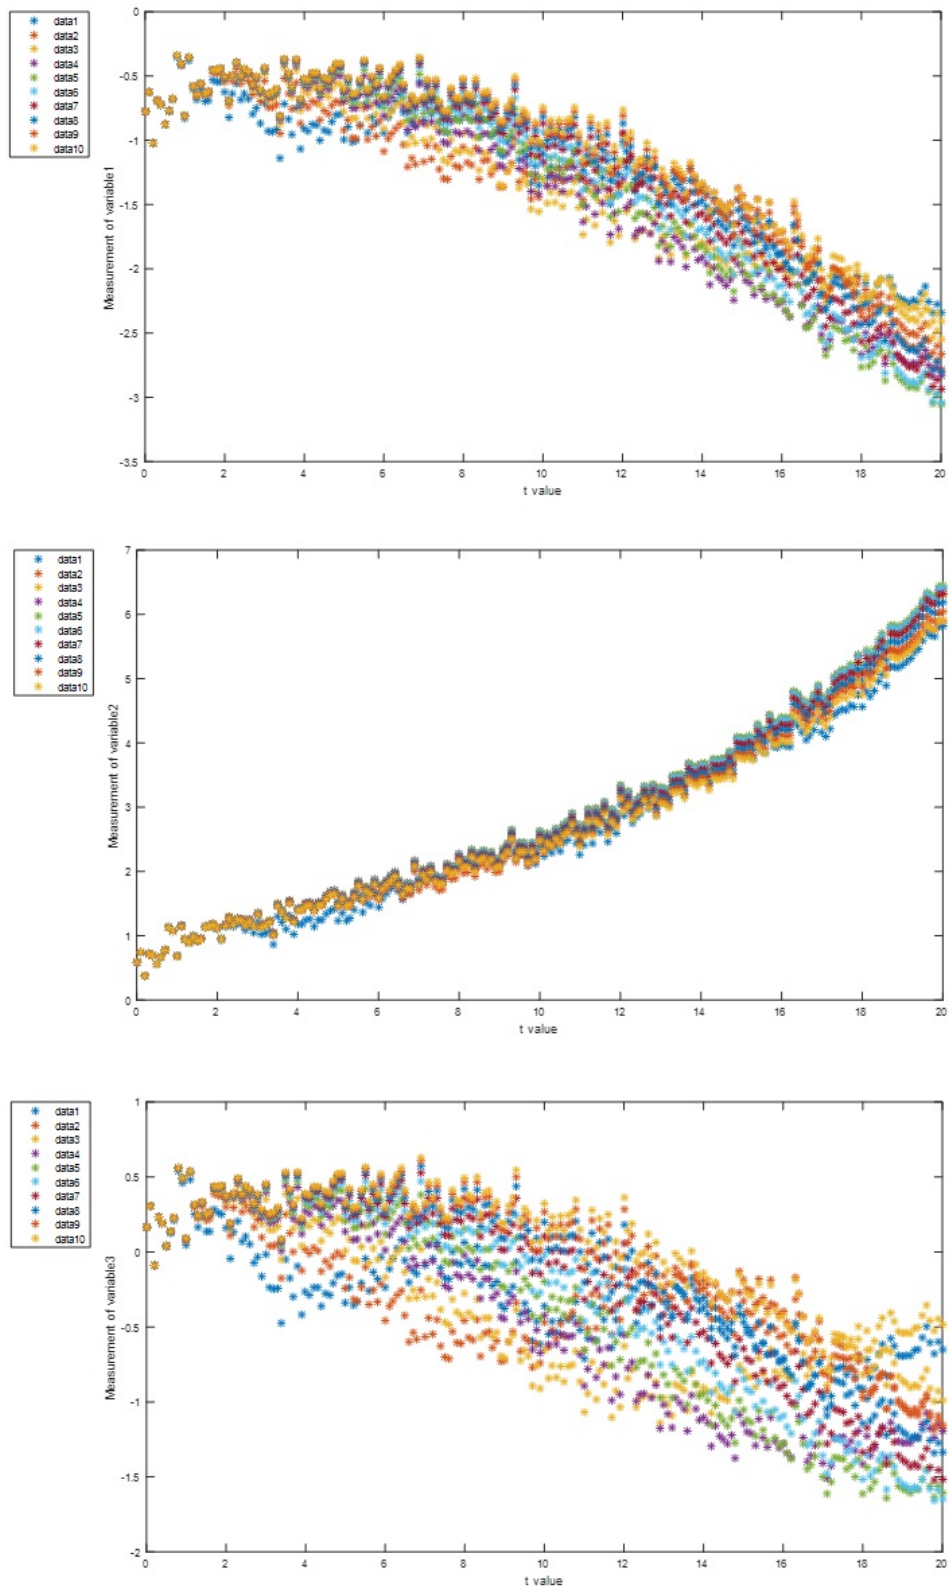 data1
data2
data3
data4
data5
data6
data7
data8
data9
data10
Measurement of variable1
0
-0.5
-1
-1.5
-2
-2.5
-3
-3.5
0 2 4 6 8 10 12 14 16 18 20
t value
data1
data2
data3
data4
data5
data6
data7
data8
data9
data10
Measurement of variable2
7
6
5
4
3
2
1
0
0 2 4 6 8 10 12 14 16 18 20
t value
data1
data2
data3
data4
data5
data6
data7
data8
data9
data10
Measurement of variable3
1
0.5
0
-0.5
-1
-1.5
-2
0 2 4 6 8 10 12 14 16 18 20
t value